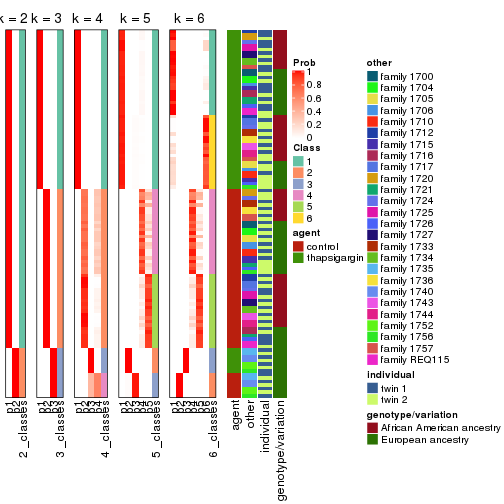 k = 2
k = 3
k = 4
k = 5
k = 6
p1
p2
2_classes
p1
p2
p3
3_classes
p1
p2
p3
p4
4_classes
p1
p2
p3
p4
p5
5_classes
p1
p2
p3
p4
p5
p6
6_classes
agent
other
individual
genotype/variation
Prob
1
0.8
0.6
0.4
0.2
0
Class
1
2
3
4
5
6
agent
control
thapsigargin
other
family 1700
family 1704
family 1705
family 1706
family 1710
family 1712
family 1715
family 1716
family 1717
family 1720
family 1721
family 1724
family 1725
family 1726
family 1727
family 1733
family 1734
family 1735
family 1736
family 1740
family 1743
family 1744
family 1752
family 1756
family 1757
family REQ115
individual
twin 1
twin 2
genotype/variation
African American ancestry
European ancestry